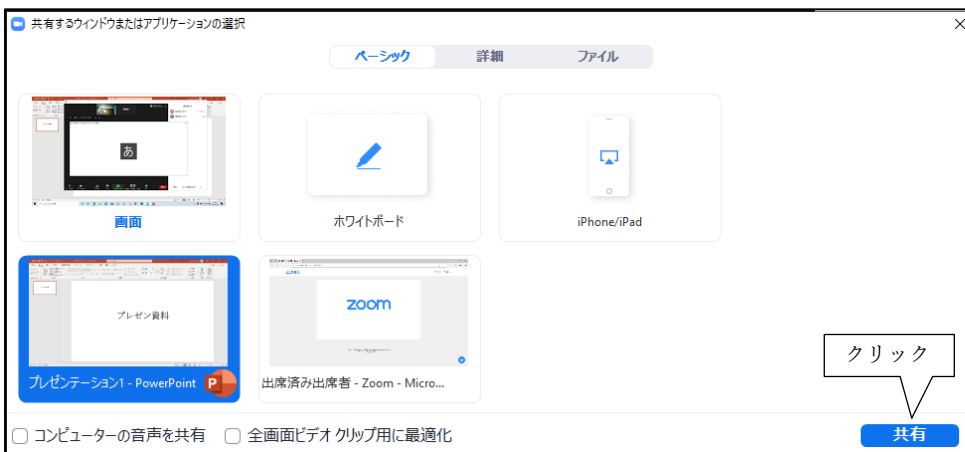 共有するウィンドウまたはアプリケーションの選択
ベーシック 詳細 ファイル
あ
画面
ホワイトボード
iPhone/iPad
プレゼン資料
zoom
プレゼンテーション1 - PowerPoint
P
出席済み出席者 - Zoom - Micro...
クリック
コンピューターの音声を共有
全画面ビデオ クリップ用に最適化
共有